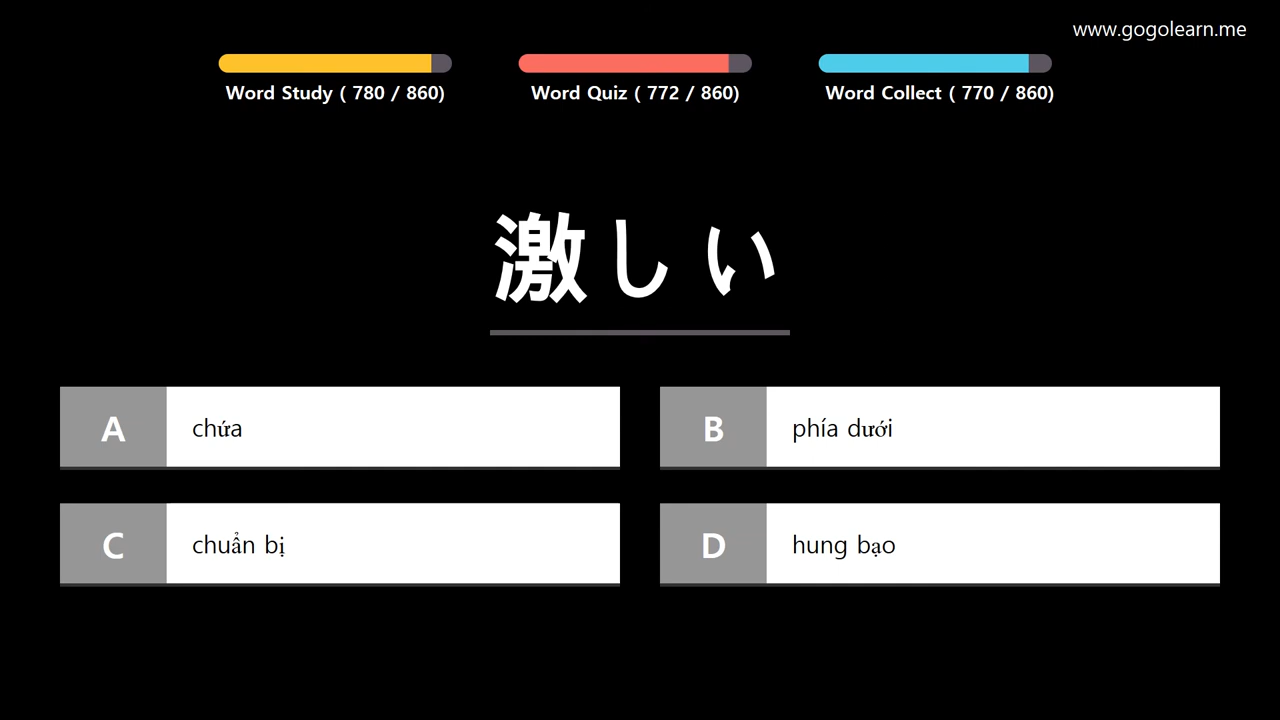 www.gogolearn.me
Word Study ( 780 / 860)
Word Quiz ( 772 / 860)
Word Collect ( 770 / 860)
激しい
A chứa
B phía dưới
C chuẩn bị
D hung bạo